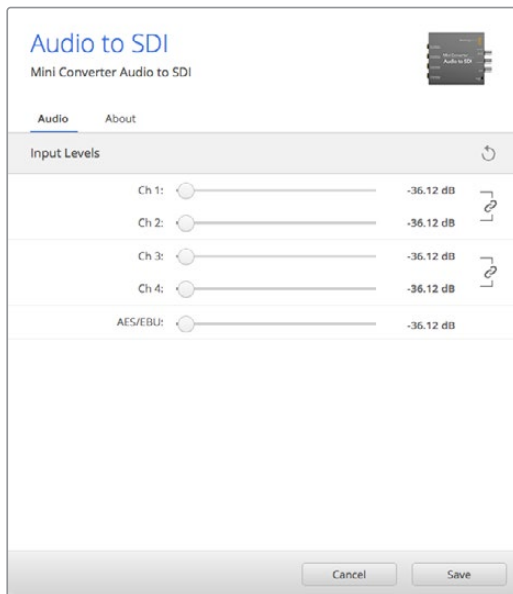 Audio to SDI
Mini Converter Audio to SDI
Audio About
Input Levels
Ch 1: -36.12 dB
Ch 2: -36.12 dB
Ch 3: -36.12 dB
Ch 4: -36.12 dB
AES/EBU: -36.12 dB
Cancel Save